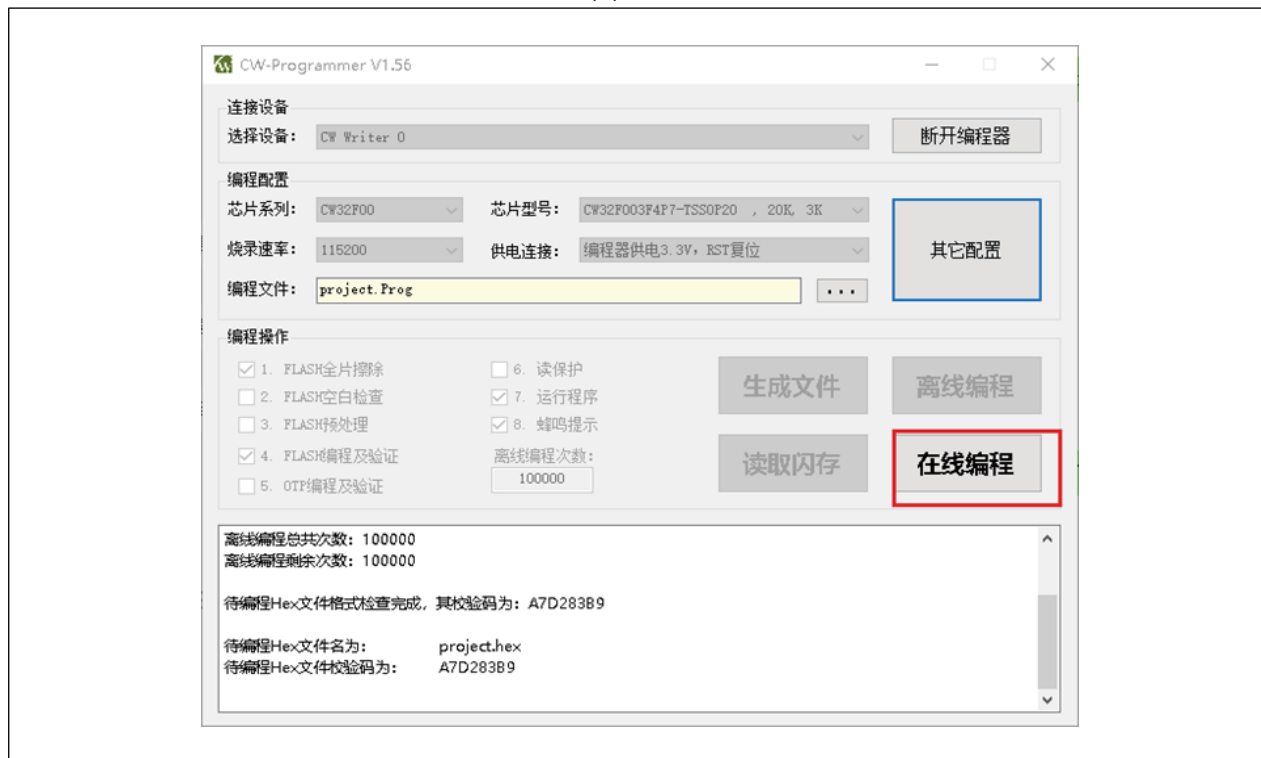 CW-Programmer V1.56
连接设备
选择设备： CW Writer 0 断开编程器
编程配置
芯片系列： CW32F00 芯片型号： CW32F003F4P7-TSSOP20 , 20K, 3K
其它配置
烧录速率： 115200 供电连接： 编程器供电3.3V，RST复位
编程文件： project.Prog ...
编程操作
1. FLASH全片擦除 6. 读保护
生成文件 离线编程
2. FLASH空白检查 7. 运行程序
3. FLASH预处理 8. 蜂鸣提示
4. FLASH编程及验证 离线编程次数：
读取闪存 在线编程
5. OTP编程及验证 100000
离线编程总共次数：100000
离线编程剩余次数：100000
待编程Hex文件格式检查完成，其校验码为：A7D283B9
待编程Hex文件名为： project.hex
待编程Hex文件校验码为： A7D283B9